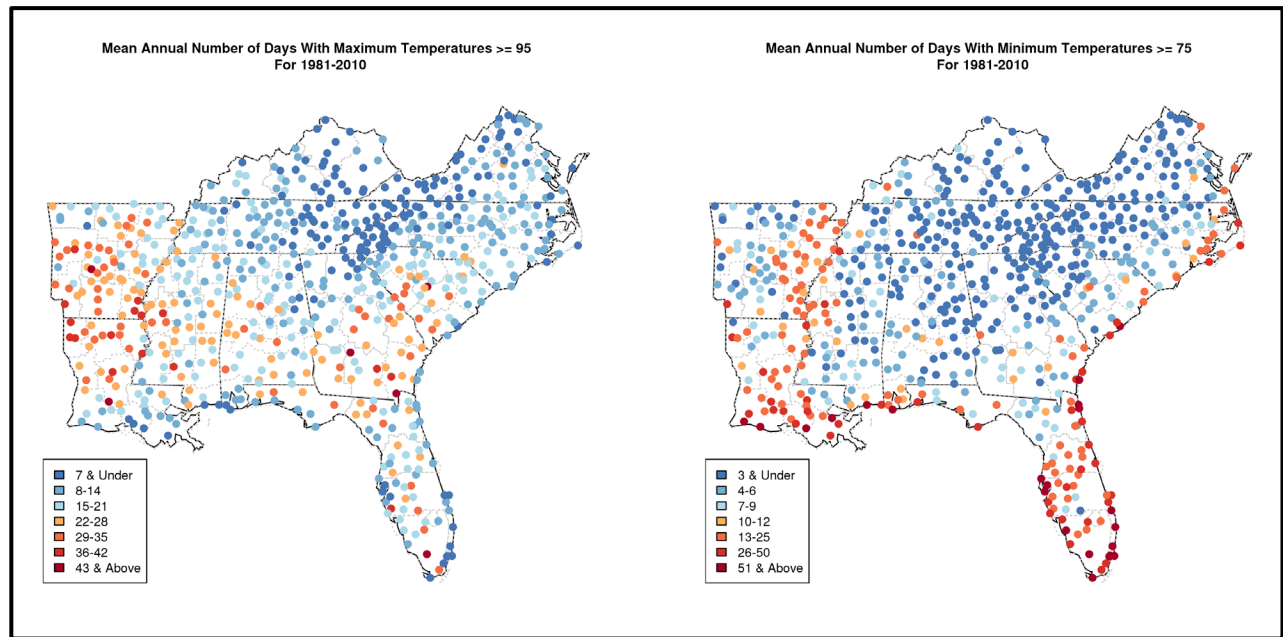 Mean Annual Number of Days With Maximum Temperatures >= 95
For 1981-2010
7 & Under
8-14
15-21
22-28
29-35
36-42
43 & Above
Mean Annual Number of Days With Minimum Temperatures >= 75
For 1981-2010
3 & Under
4-6
7-9
10-12
13-25
26-50
51 & Above